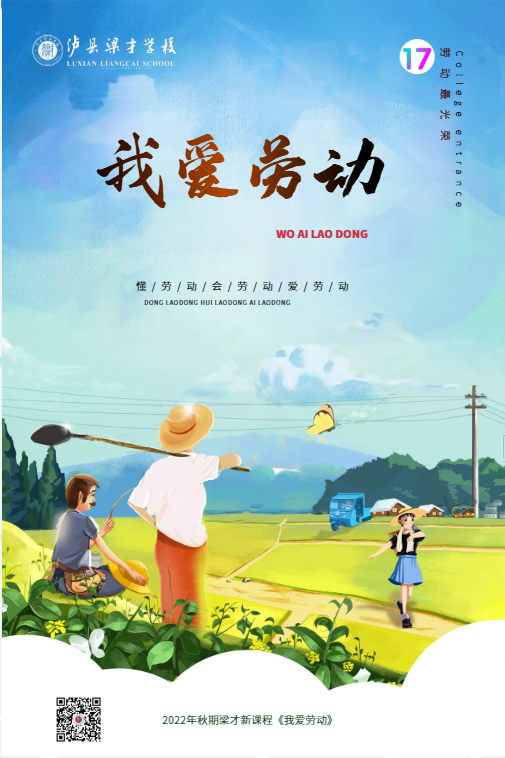 泸县梁才学校
LUXIAN LIANGCAI SCHOOL
17
劳动最光荣
College entrance
我爱劳动
WO AI LAO DONG
懂/劳/动/会/劳/动/爱/劳/动
DONG LAODONG HUI LAODONG AI LAODONG
2022年秋期梁才新课程《我爱劳动》